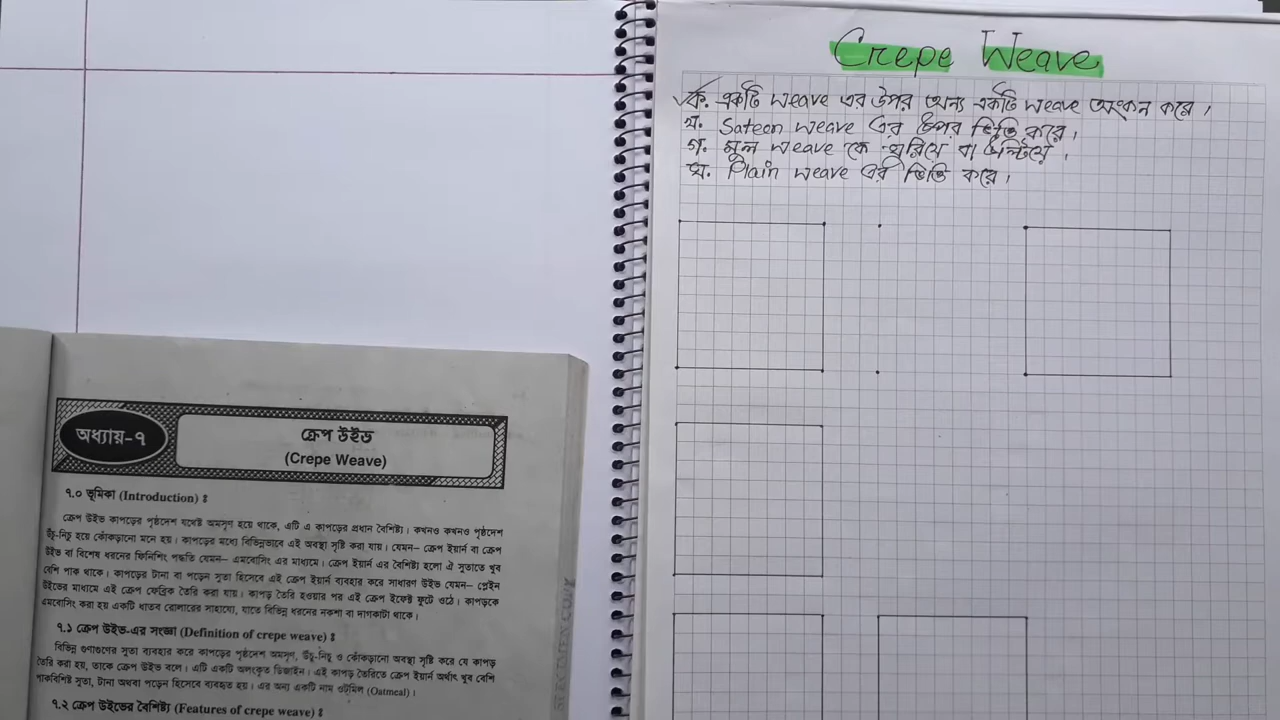 Crepe Weave
ক. একটি weave এর উপর অন্য একটি weave অংকন করে।
খ. Sateen weave এর উপর ভিত্তি করে।
গ. মূল weave কে ঘুরিয়ে বা উল্টিয়ে।
ঘ. Plain weave এর ভিত্তি করে।
অধ্যায়-৭
ক্রেপ উইভ
(Crepe Weave)
৭.০ ভূমিকা (Introduction) ঃ
ক্রেপ উইভ কাপড়ের পৃষ্ঠদেশ যথেষ্ট অমসৃণ হয়ে থাকে, এটি এ কাপড়ের প্রধান বৈশিষ্ট্য। কখনও কখনও পৃষ্ঠদেশ
উঁচু-নিচু হয়ে কোঁকড়ানো মনে হয়। কাপড়ের মধ্যে বিভিন্নভাবে এই অবস্থা সৃষ্টি করা যায়। যেমন– ক্রেপ ইয়ার্ন বা ক্রেপ
উইভ বা বিশেষ ধরনের ফিনিশিং পদ্ধতি যেমন– এমবোসিং এর মাধ্যমে। ক্রেপ ইয়ার্ন এর বৈশিষ্ট্য হলো ঐ সুতাতে খুব
বেশি পাক থাকে। কাপড়ের টানা বা পড়েন সুতা হিসেবে এই ক্রেপ ইয়ার্ন ব্যবহার করে সাধারণ উইভ যেমন– প্লেইন
উইভের মাধ্যমে এই ক্রেপ ফেব্রিক তৈরি করা যায়। কাপড় তৈরি হওয়ার পর এই ক্রেপ ইফেক্ট ফুটে ওঠে। কাপড়কে
এমবোসিং করা হয় একটি ধাতব রোলারের সাহায্যে, যাতে বিভিন্ন ধরনের নকশা বা দাগকাটা থাকে।
৭.১ ক্রেপ উইভ-এর সংজ্ঞা (Definition of crepe weave) ঃ
বিভিন্ন গুণাগুণের সুতা ব্যবহার করে কাপড়ের পৃষ্ঠদেশ অমসৃণ, উঁচু-নিচু ও কোঁকড়ানো অবস্থা সৃষ্টি করে যে কাপড়
তৈরি করা হয়, তাকে ক্রেপ উইভ বলে। এটি একটি অলংকৃত ডিজাইন। এই কাপড় তৈরিতে ক্রেপ ইয়ার্ন অর্থাৎ খুব বেশি
পাকবিশিষ্ট সুতা, টানা অথবা পড়েন হিসেবে ব্যবহৃত হয়। এর অন্য একটি নাম ওটমিল (Oatmeal)।
৭.২ ক্রেপ উইভের বৈশিষ্ট্য (Features of crepe weave) ঃ